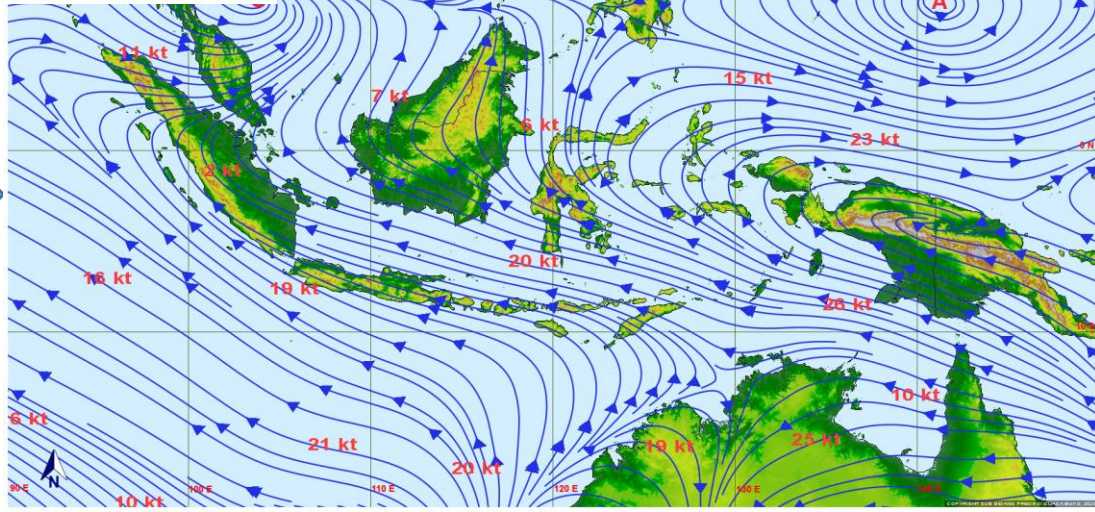 A
11 kt
15 kt
7 kt
6 kt
23 kt
0 N
2 kt
20 kt
16 kt
19 kt
26 kt
10 kt
6 kt
21 kt
19 kt
25 kt
20 kt
90 E
100 E
110 E
120 E
130 E
10 kt
N